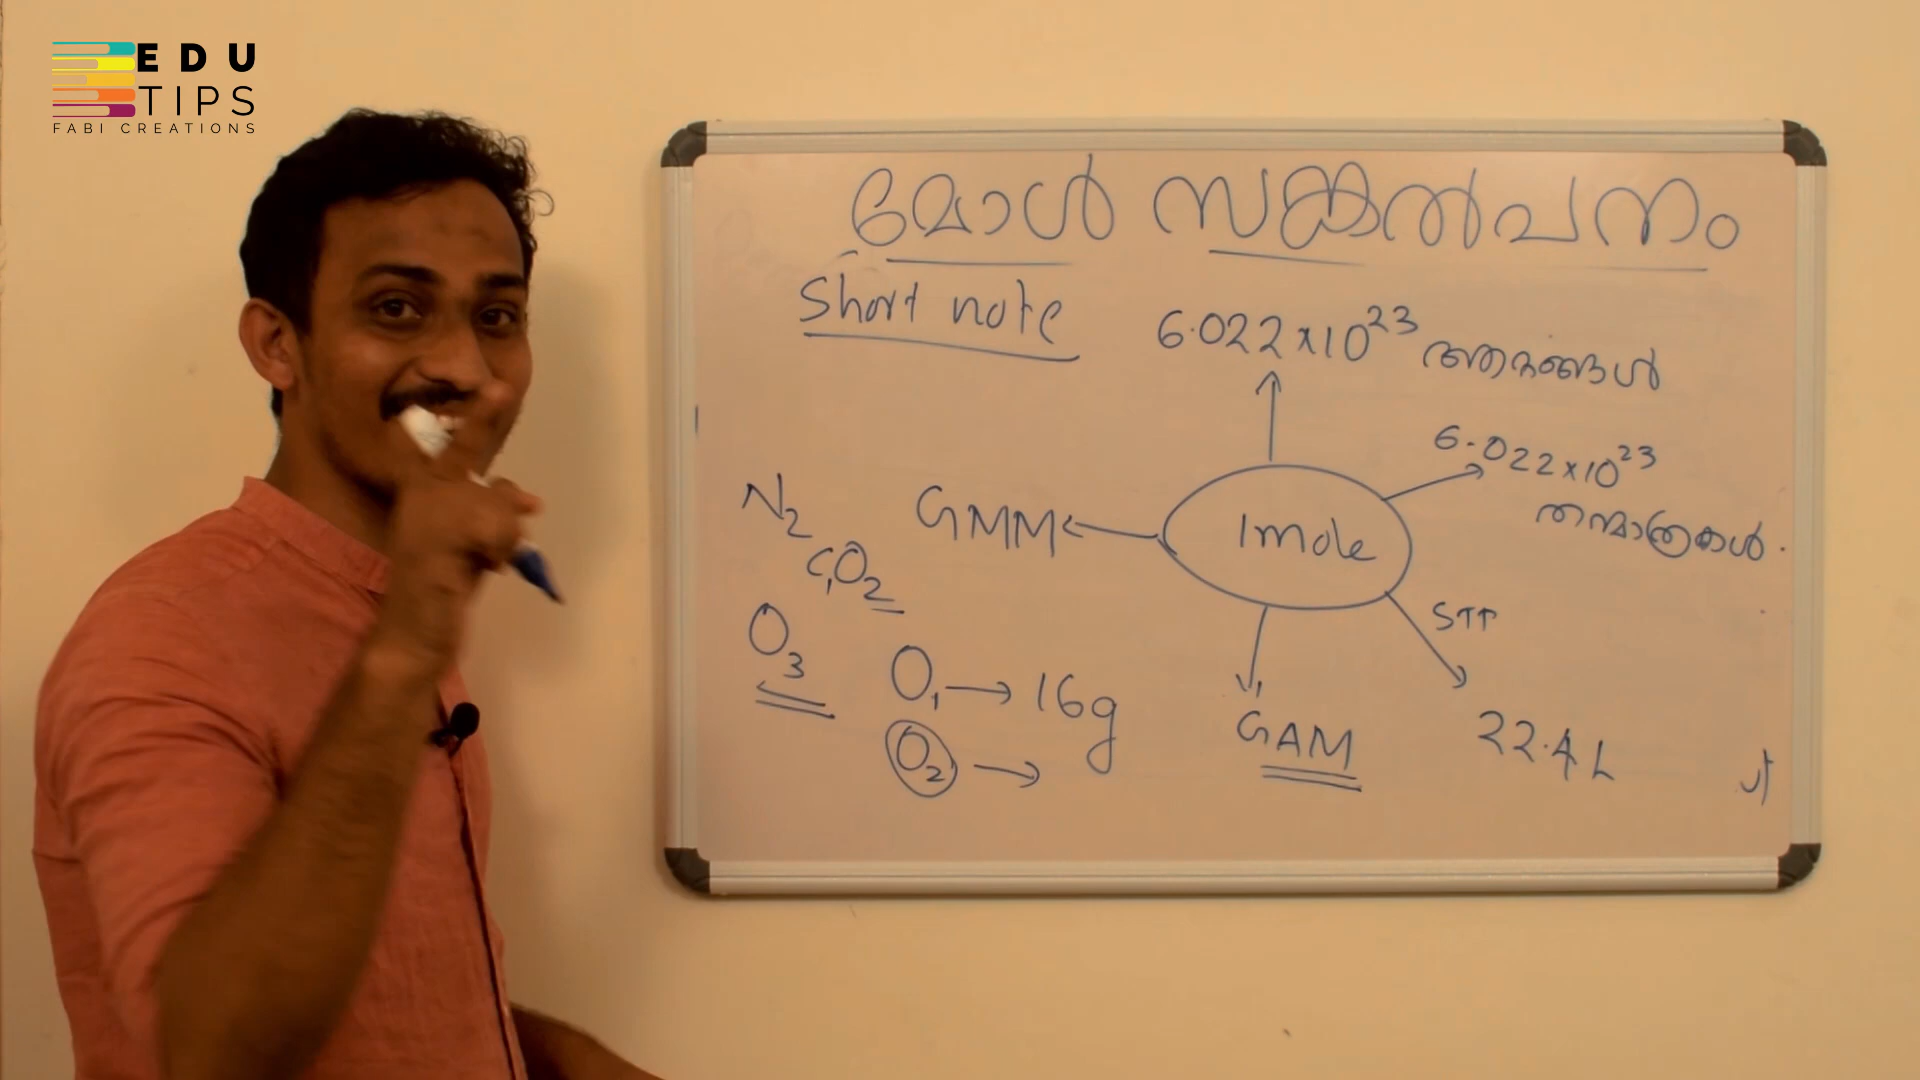 EDU
TIPS
FABI CREATIONS
മോൾ സങ്കൽപനം
Short note
6.022×10²³ ആറ്റങ്ങൾ
6.022×10²³
തന്മാത്രകൾ.
1mole
GMM
N₂
CO₂
O₃
O₁ → 16g
O₂ →
STP
GAM
22.4 L